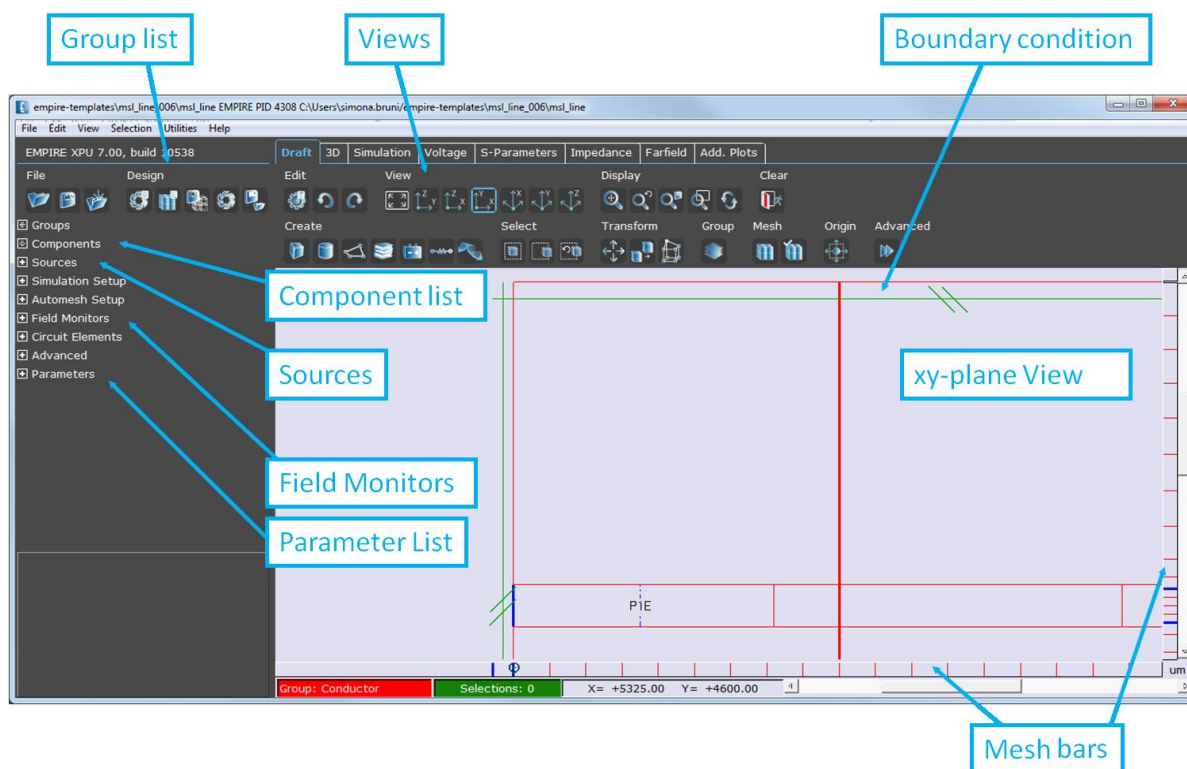 Group list
Views
Boundary condition
empire-templates\msl_line_006\msl_line EMPIRE PID 4308 C:\Users\simona.bruni/empire-templates\msl_line_006\msl_line
File Edit View Selection Utilities Help
EMPIRE XPU 7.00, build 20538
Draft 3D Simulation Voltage S-Parameters Impedance Farfield Add. Plots
File Design Edit View Display Clear
Groups
Create Select Transform Group Mesh Origin Advanced
Components
Sources
Simulation Setup
Automesh Setup
Field Monitors
Circuit Elements
Advanced
Parameters
Component list
Sources
xy-plane View
Field Monitors
Parameter List
P1E
um
Group: Conductor Selections: 0 X= +5325.00 Y= +4600.00
Mesh bars